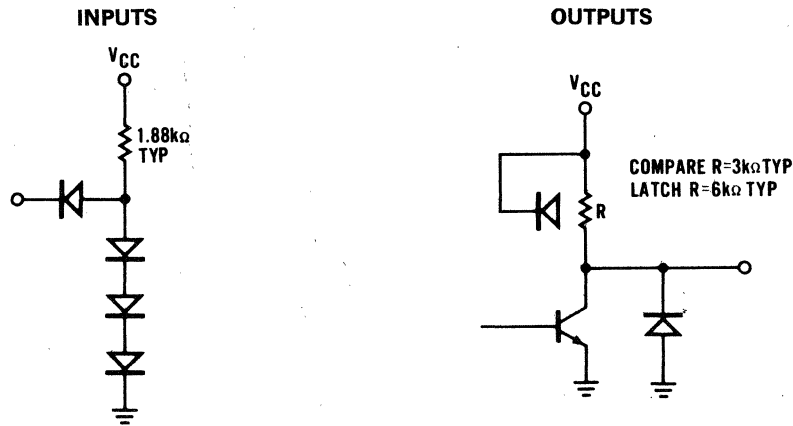 INPUTS
VCC
1.88kΩ
TYP
OUTPUTS
VCC
R
COMPARE R=3kΩ TYP
LATCH R=6kΩ TYP